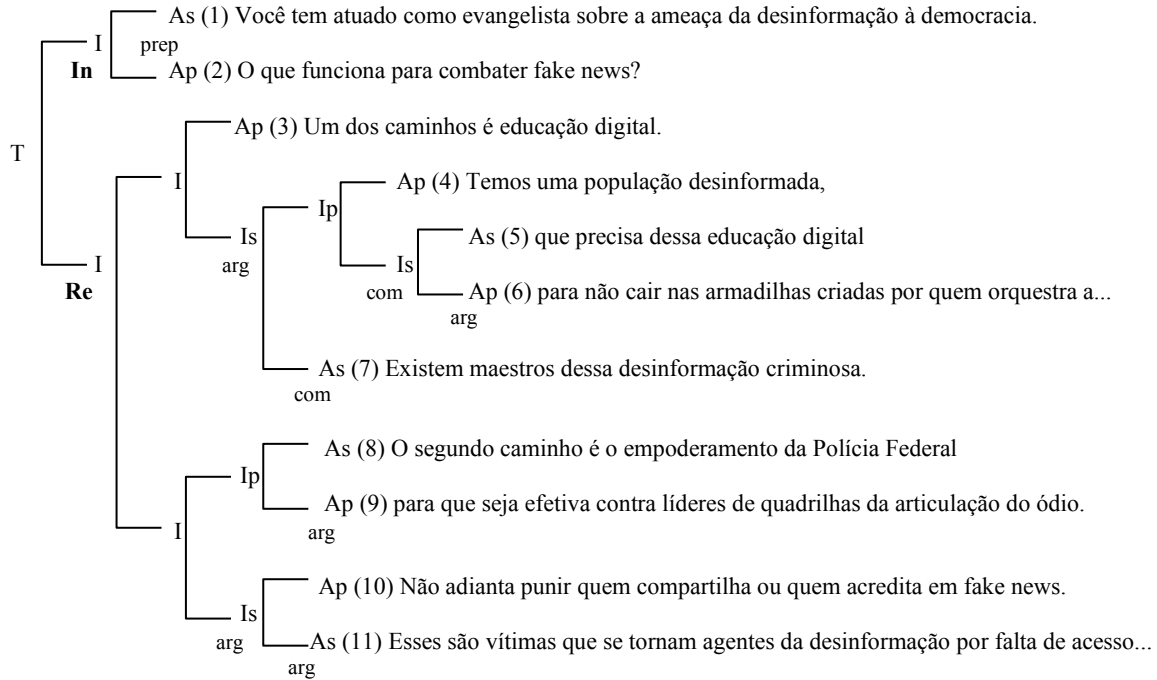 As (1) Você tem atuado como evangelista sobre a ameaça da desinformação à democracia.
I prep
In Ap (2) O que funciona para combater fake news?
Ap (3) Um dos caminhos é educação digital.
T
I Ap (4) Temos uma população desinformada,
Ip
Is As (5) que precisa dessa educação digital
I arg Is
Re com Ap (6) para não cair nas armadilhas criadas por quem orquestra a...
arg
As (7) Existem maestros dessa desinformação criminosa.
com
As (8) O segundo caminho é o empoderamento da Polícia Federal
Ip
Ap (9) para que seja efetiva contra líderes de quadrilhas da articulação do ódio.
I arg
Ap (10) Não adianta punir quem compartilha ou quem acredita em fake news.
Is
arg As (11) Esses são vítimas que se tornam agentes da desinformação por falta de acesso...
arg